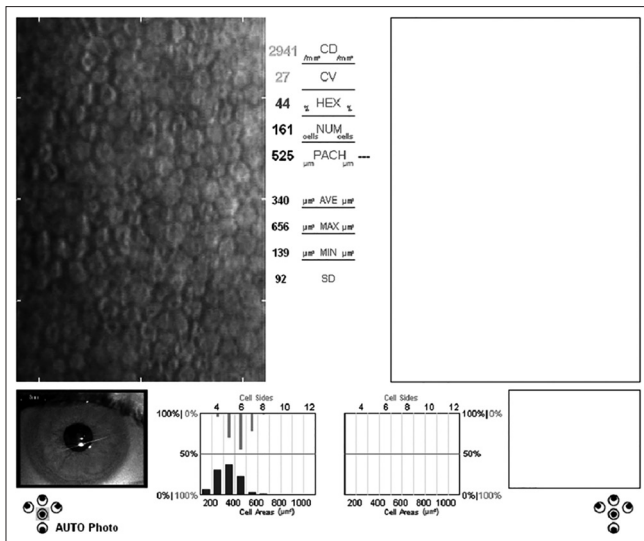 2941 /mm² CD /mm²
27 CV
44 % HEX %
161 cells NUM cells
525 µm PACH µm ---
340 µm² AVE µm²
656 µm² MAX µm²
139 µm² MIN µm²
92 SD
Cell Sides
100%|0% 4 6 8 10 12
50%
0%|100% 200 400 600 800 1000
Cell Areas (µm²)
Cell Sides
4 6 8 10 12 100%|0%
50%
200 400 600 800 1000 0%|100%
Cell Areas (µm²)
AUTO Photo